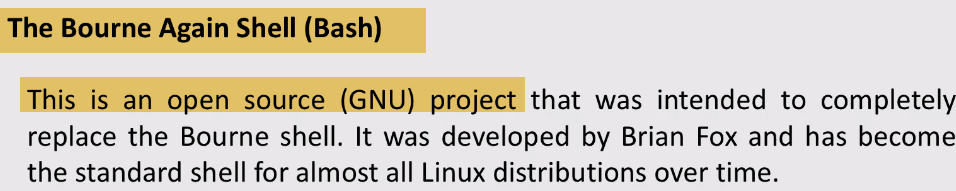 The Bourne Again Shell (Bash)
This is an open source (GNU) project that was intended to completely
replace the Bourne shell. It was developed by Brian Fox and has become
the standard shell for almost all Linux distributions over time.